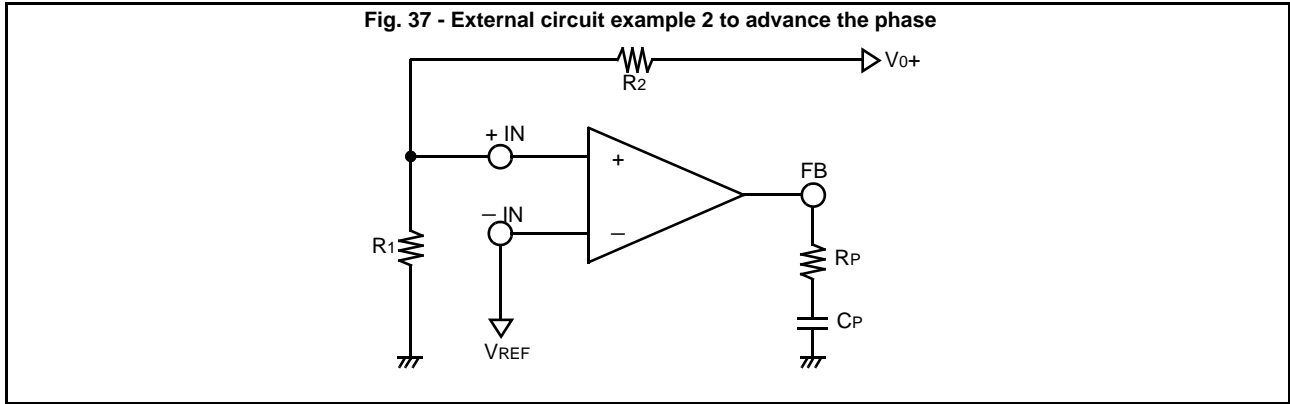 Fig. 37 - External circuit example 2 to advance the phase
V0+
R2
+ IN
+
FB
– IN
–
R1
RP
CP
VREF